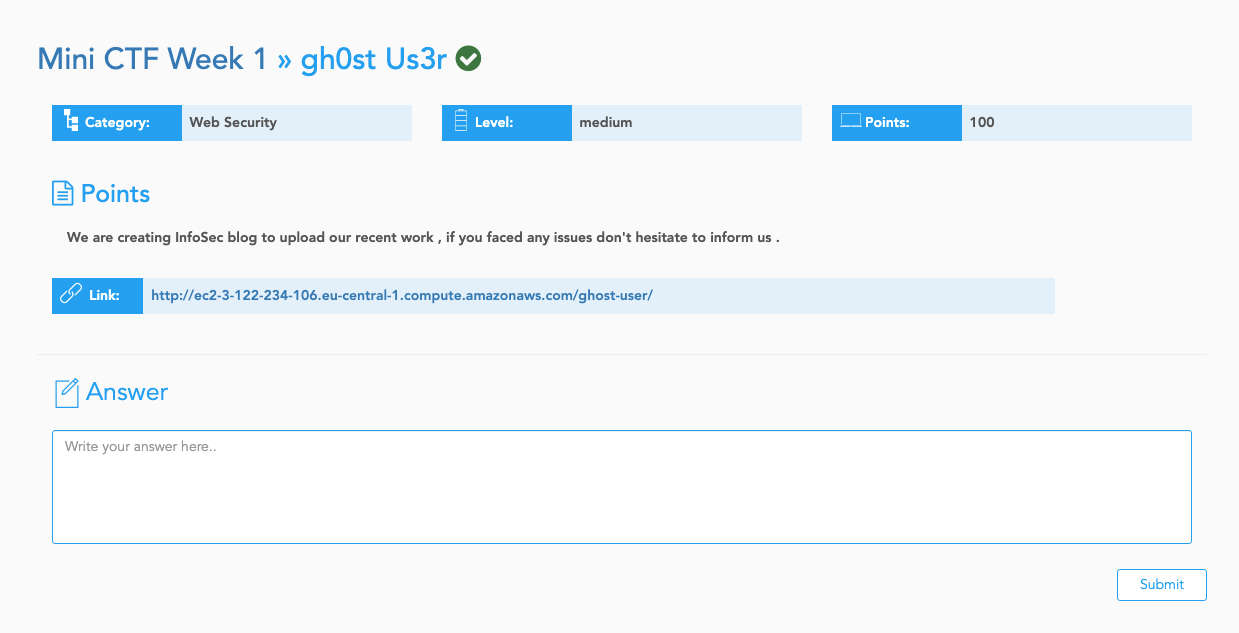 Mini CTF Week 1 » gh0st Us3r
Category: Web Security
Level: medium
Points: 100
Points
We are creating InfoSec blog to upload our recent work , if you faced any issues don't hesitate to inform us .
Link: http://ec2-3-122-234-106.eu-central-1.compute.amazonaws.com/ghost-user/
Answer
Write your answer here..
Submit